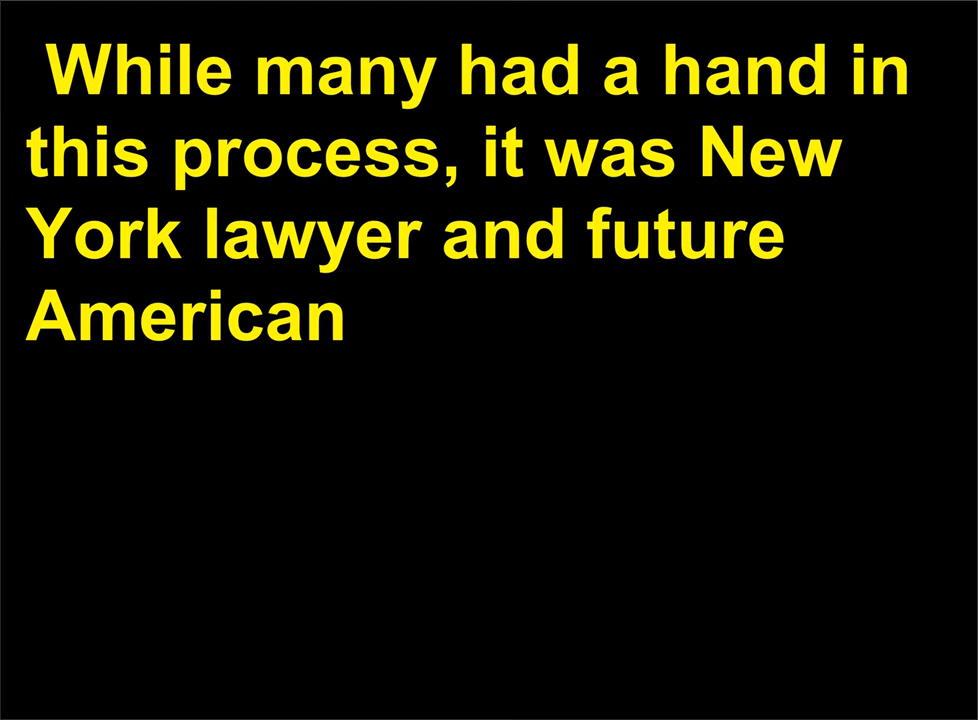 While many had a hand in
this process, it was New
York lawyer and future
American